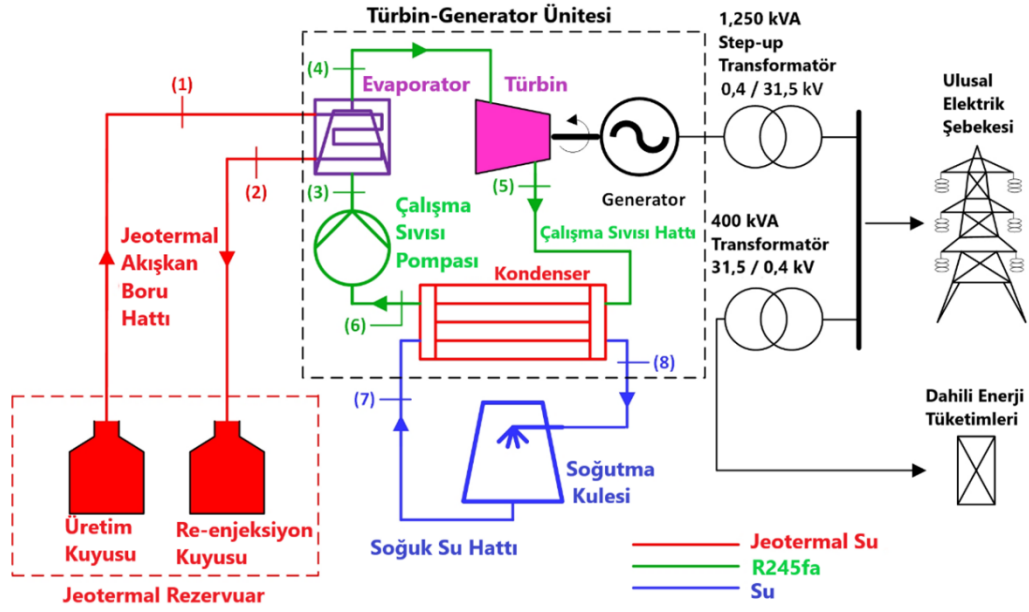 Türbin-Generator Ünitesi
1,250 kVA
Step-up
Transformatör
0,4 / 31,5 kV
Ulusal
Elektrik
Şebekesi
(4)
Evaporator
Türbin
(1)
(2)
(3)
(5)
Generator
Çalışma
Sıvısı
Pompası
Çalışma Sıvısı Hattı
400 kVA
Transformatör
31,5 / 0,4 kV
Jeotermal
Akışkan
Boru
Hattı
Kondenser
(6)
(7)
(8)
Soğutma
Kulesi
Soğuk Su Hattı
Dahili Enerji
Tüketimleri
Üretim
Kuyusu
Re-enjeksiyon
Kuyusu
Jeotermal Rezervuar
Jeotermal Su
R245fa
Su